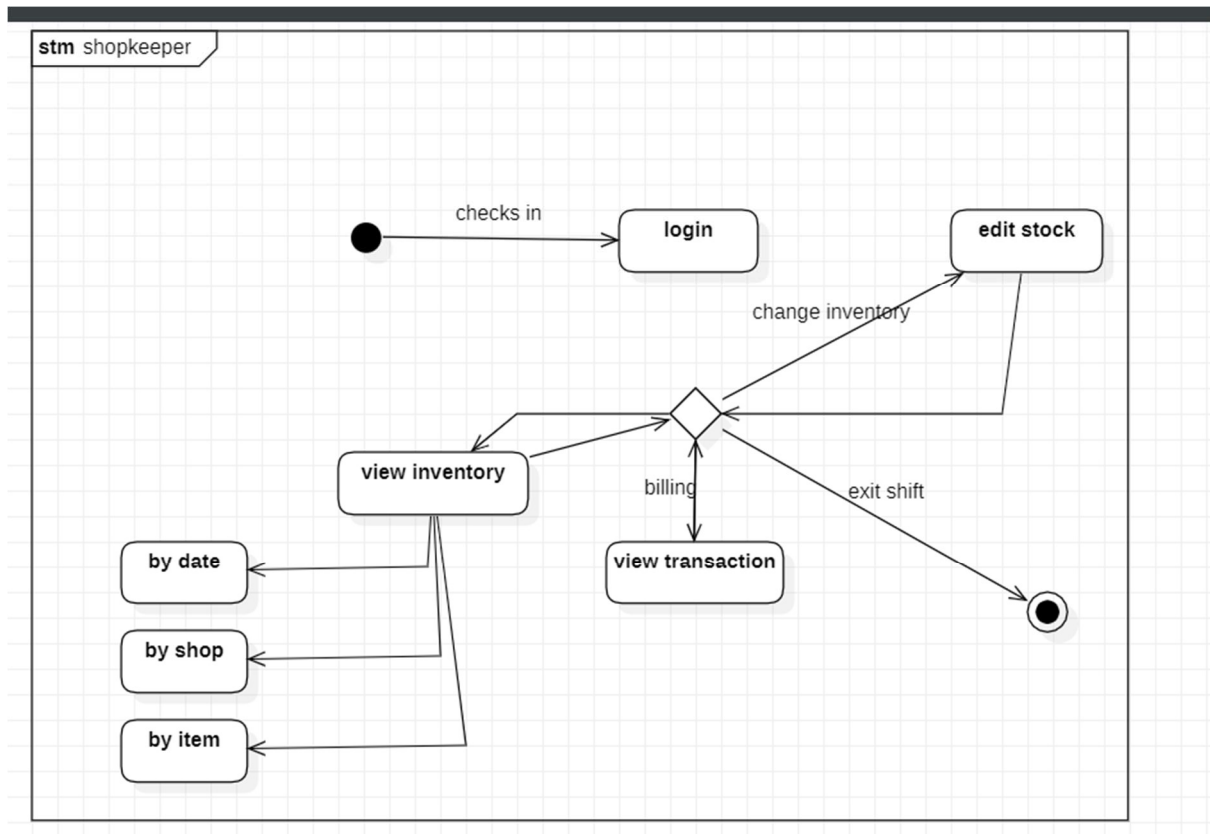 stm shopkeeper
checks in
login
edit stock
change inventory
view inventory
billing
exit shift
by date
view transaction
by shop
by item